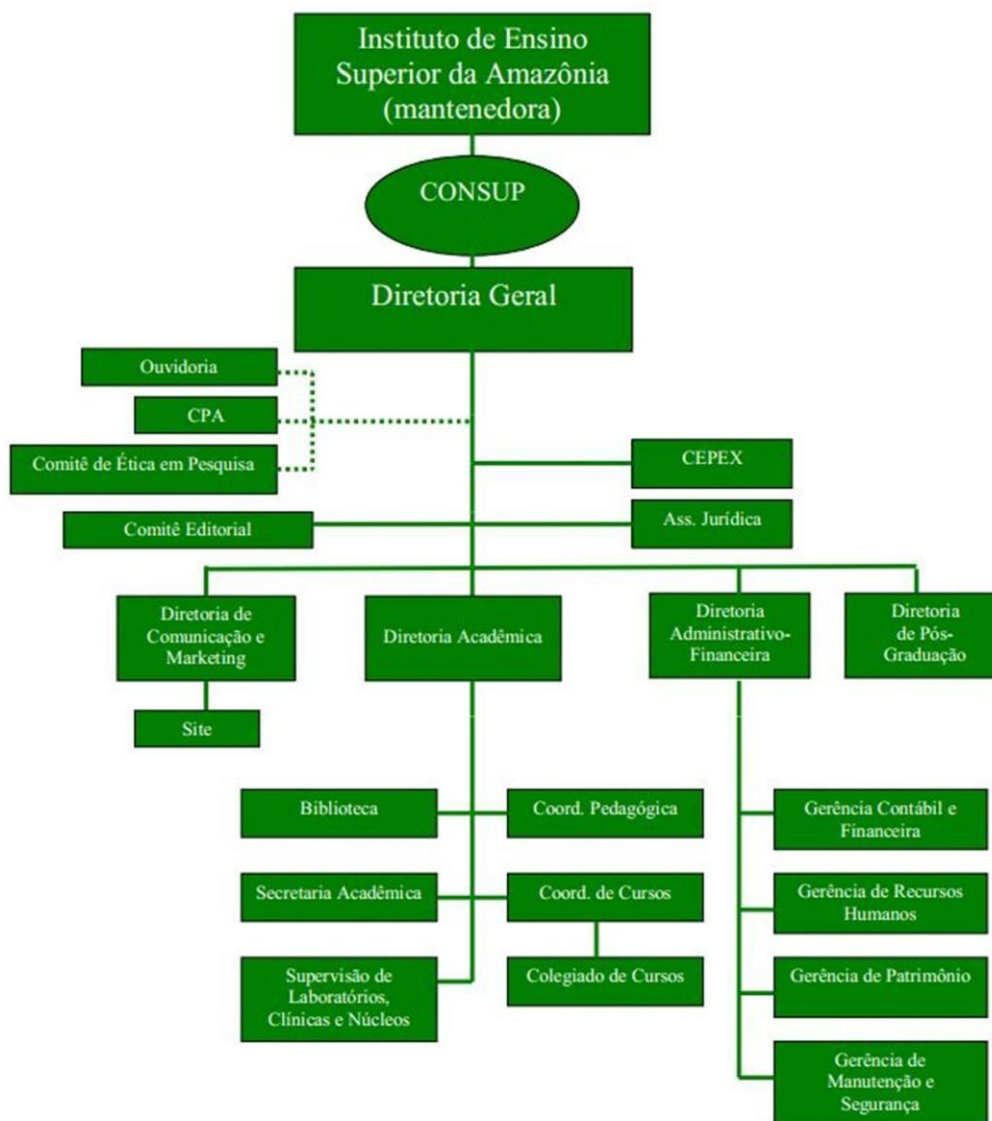 Instituto de Ensino
Superior da Amazônia
(mantenedora)
CONSUP
Diretoria Geral
Ouvidoria
CPA
Comitê de Ética em Pesquisa
CEPEX
Comitê Editorial
Ass. Jurídica
Diretoria de
Comunicação e
Marketing
Diretoria Acadêmica
Diretoria
Administrativo-
Financeira
Diretoria
de Pós-
Graduação
Site
Biblioteca
Coord. Pedagógica
Gerência Contábil e
Financeira
Secretaria Acadêmica
Coord. de Cursos
Gerência de Recursos
Humanos
Supervisão de
Laboratórios,
Clínicas e Núcleos
Colegiado de Cursos
Gerência de Patrimônio
Gerência de
Manutenção e
Segurança